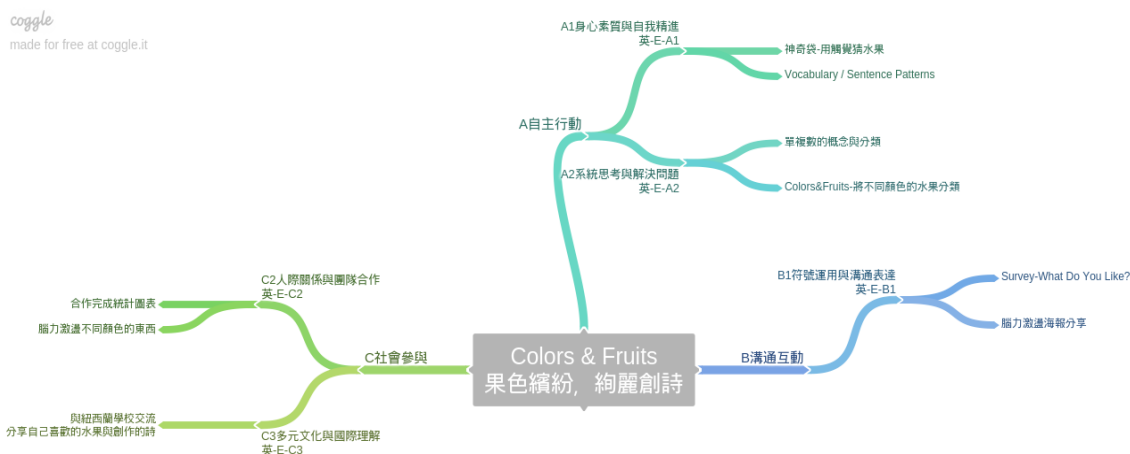 coggle
made for free at coggle.it
A1身心素質與自我精進
英-E-A1
神奇袋-用觸覺猜水果
Vocabulary / Sentence Patterns
A自主行動
A2系統思考與解決問題
英-E-A2
單複數的概念與分類
Colors&Fruits-將不同顏色的水果分類
B1符號運用與溝通表達
英-E-B1
Survey-What Do You Like?
腦力激盪海報分享
B溝通互動
Colors & Fruits
果色繽紛，絢麗創詩
C社會參與
C2人際關係與團隊合作
英-E-C2
合作完成統計圖表
腦力激盪不同顏色的東西
C3多元文化與國際理解
英-E-C3
與紐西蘭學校交流
分享自己喜歡的水果與創作的詩